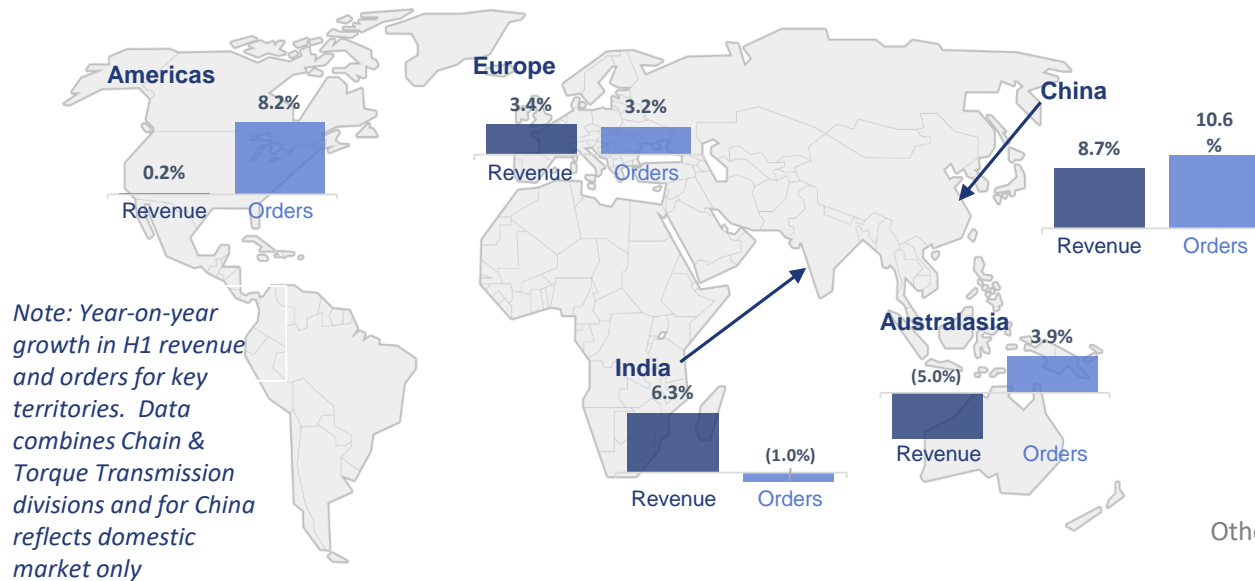 Americas
8.2%
0.2%
Revenue
Orders
Europe
3.4%
3.2%
Revenue
Orders
China
8.7%
10.6
%
Revenue
Orders
Note: Year-on-year
growth in H1 revenue
and orders for key
territories. Data
combines Chain &
Torque Transmission
divisions and for China
reflects domestic
market only
India
6.3%
(1.0%)
Revenue
Orders
Australasia
(5.0%)
3.9%
Revenue
Orders